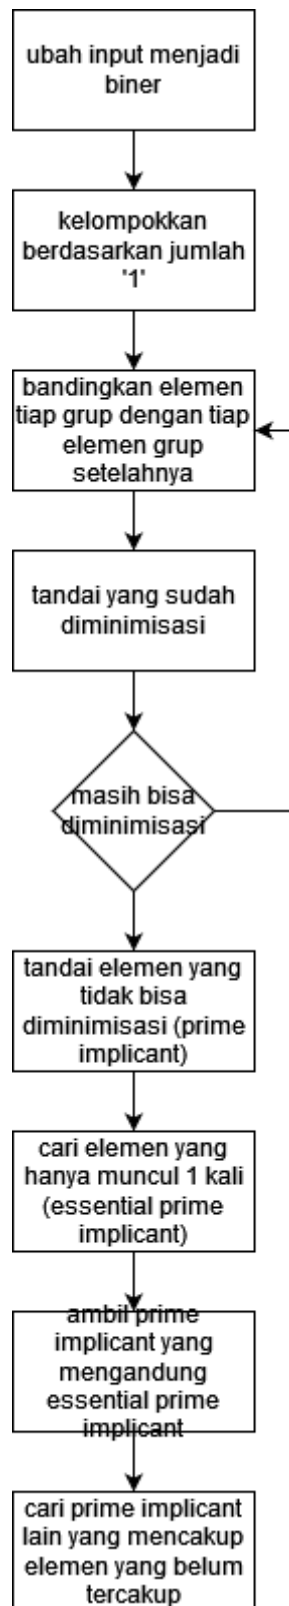 ubah input menjadi
biner
kelompokkan
berdasarkan jumlah
'1'
bandingkan elemen
tiap grup dengan tiap
elemen grup
setelahnya
tandai yang sudah
diminimisasi
masih bisa
diminimisasi
tandai elemen yang
tidak bisa
diminimisasi (prime
implicant)
cari elemen yang
hanya muncul 1 kali
(essential prime
implicant)
ambil prime
implicant yang
mengandung
essential prime
implicant
cari prime implicant
lain yang mencakup
elemen yang belum
tercakup